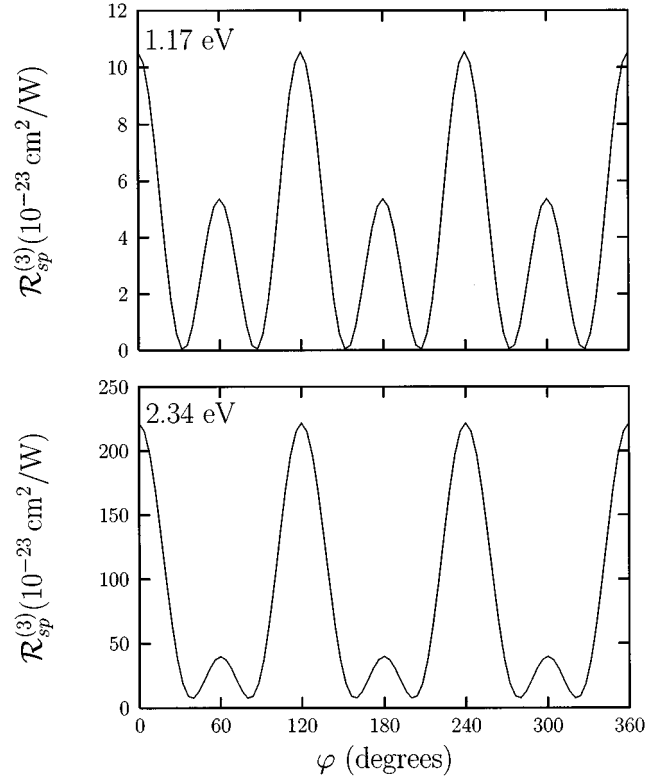 12
10
8
6
4
2
0
1.17 eV
ℛ_{sp}^{(3)}(10^{-23} cm^2/W)
250
200
150
100
50
0
2.34 eV
ℛ_{sp}^{(3)}(10^{-23} cm^2/W)
0 60 120 180 240 300 360
φ (degrees)